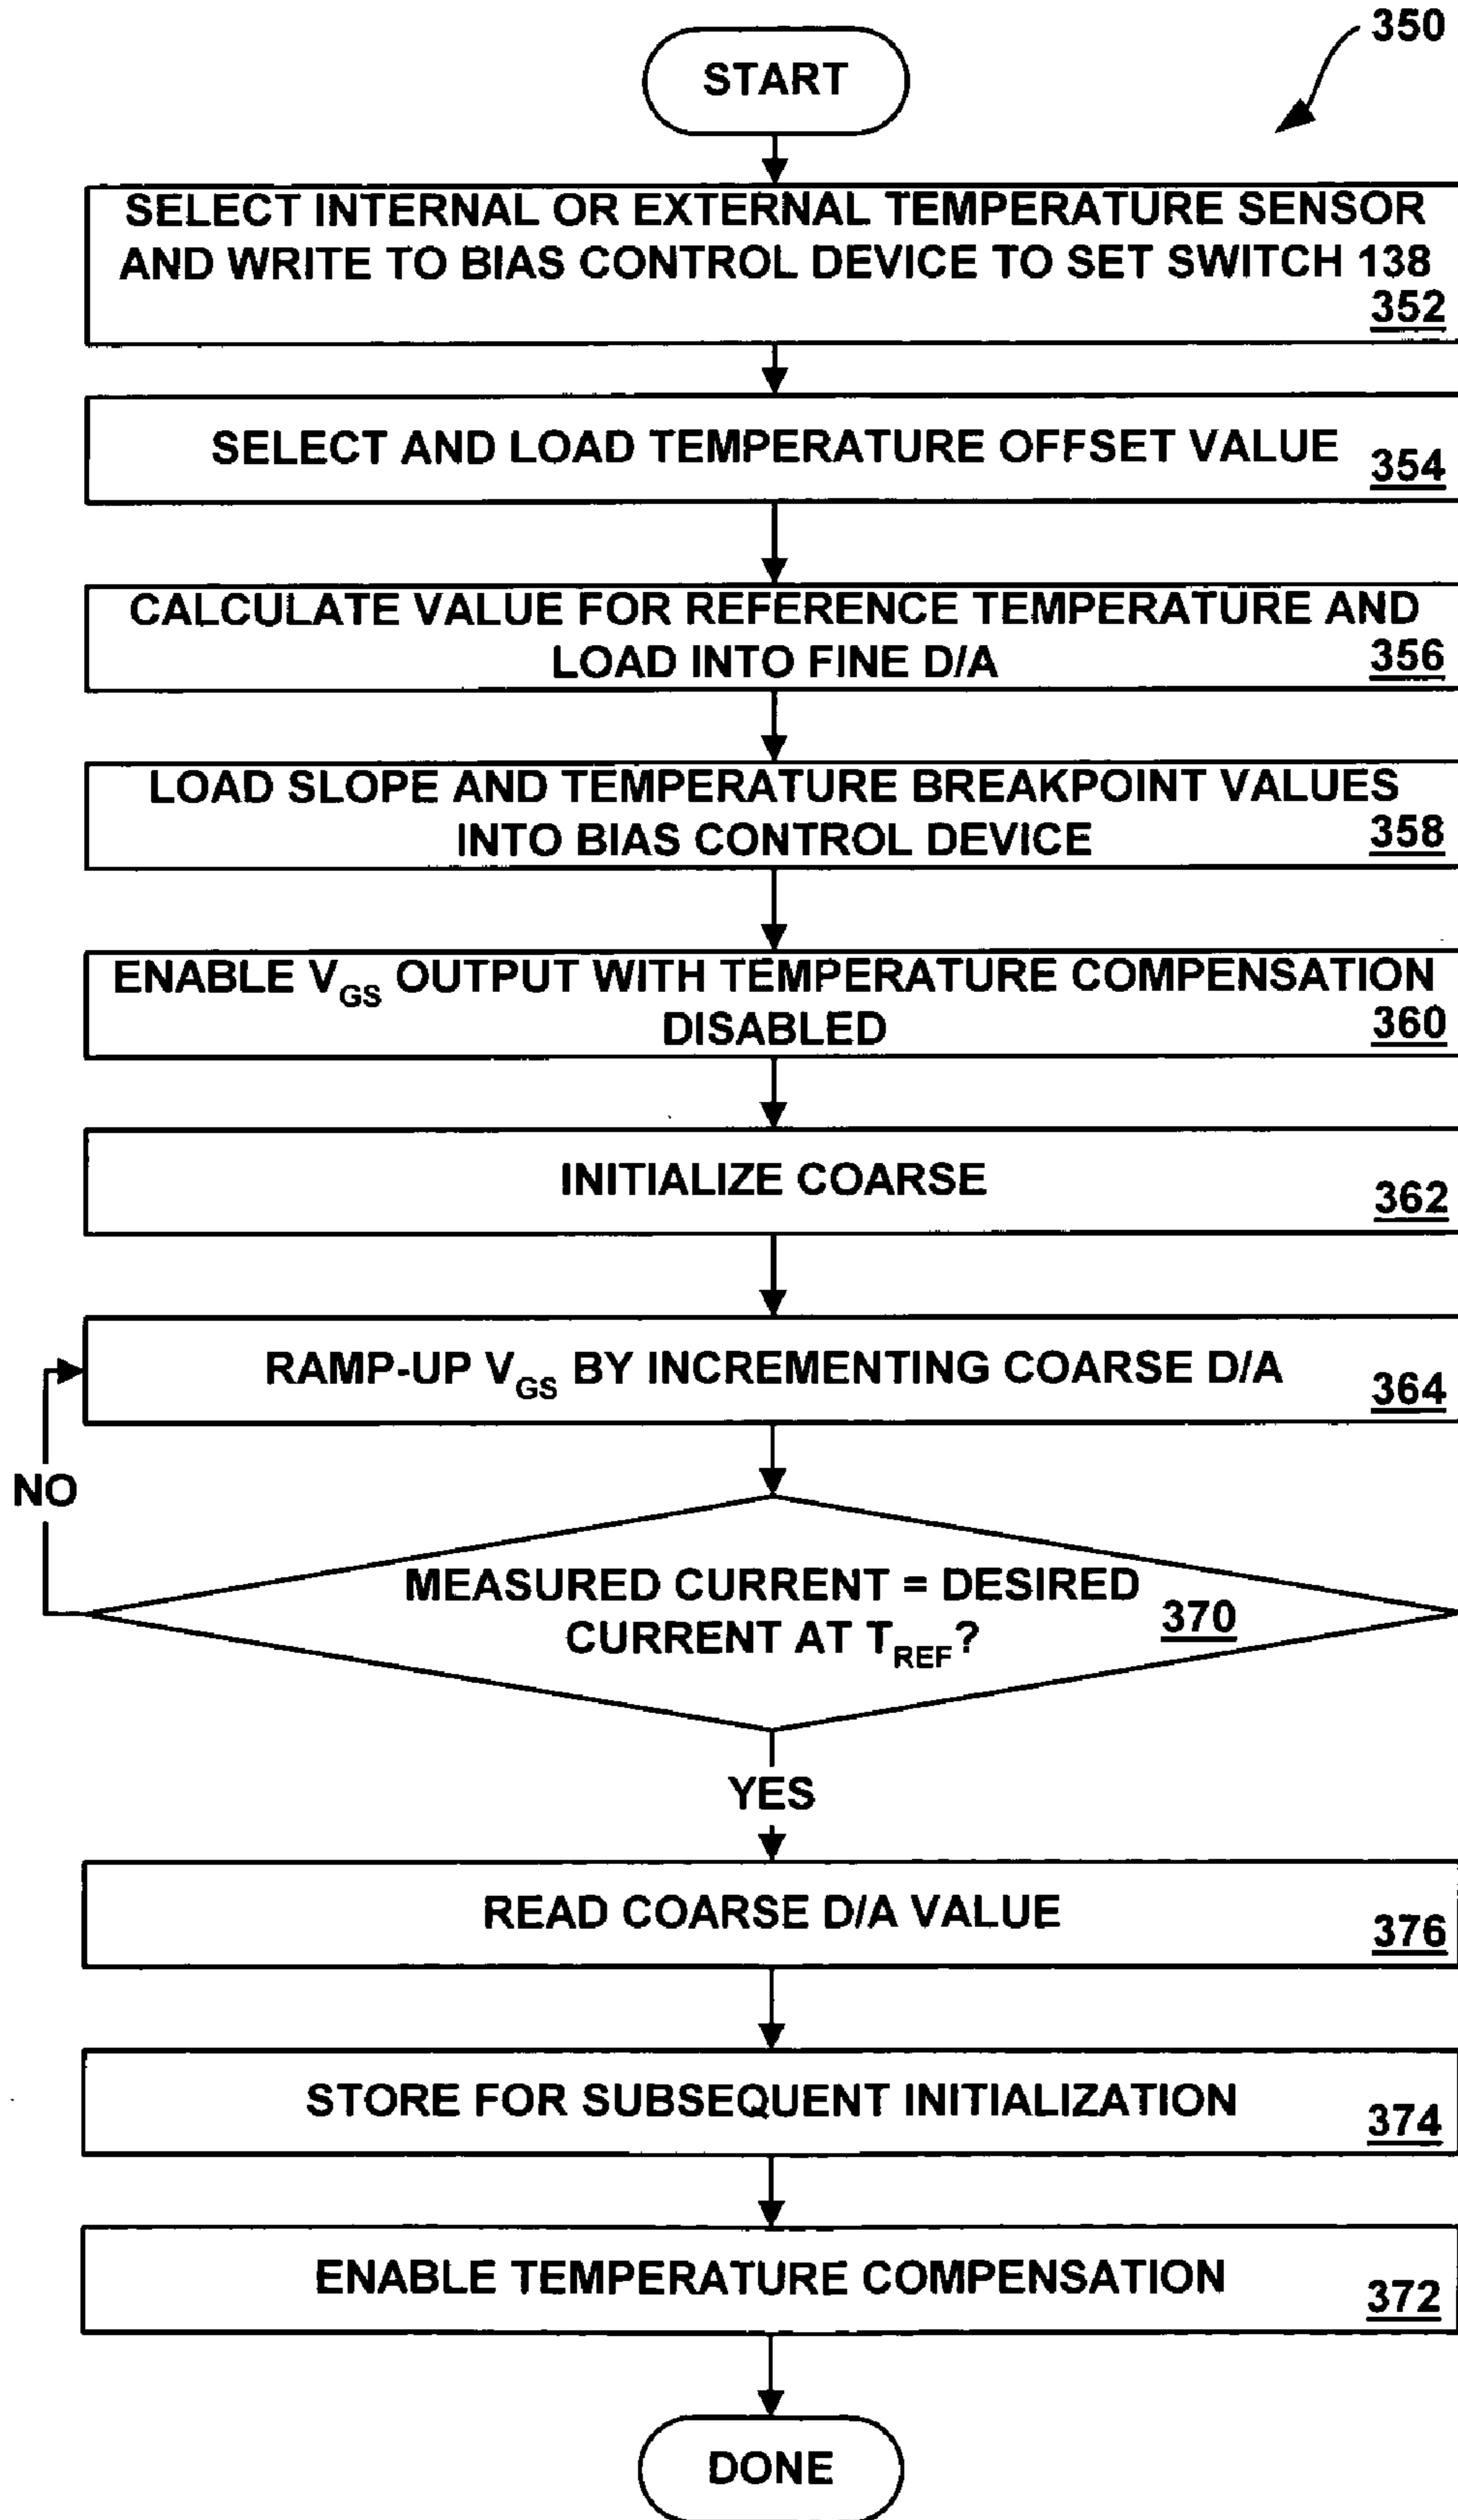 350
START
SELECT INTERNAL OR EXTERNAL TEMPERATURE SENSOR
AND WRITE TO BIAS CONTROL DEVICE TO SET SWITCH 138
352
SELECT AND LOAD TEMPERATURE OFFSET VALUE
354
CALCULATE VALUE FOR REFERENCE TEMPERATURE AND
LOAD INTO FINE D/A
356
LOAD SLOPE AND TEMPERATURE BREAKPOINT VALUES
INTO BIAS CONTROL DEVICE
358
ENABLE VGS OUTPUT WITH TEMPERATURE COMPENSATION
DISABLED
360
INITIALIZE COARSE
362
RAMP-UP VGS BY INCREMENTING COARSE D/A
364
NO
MEASURED CURRENT = DESIRED
CURRENT AT TREF?
370
YES
READ COARSE D/A VALUE
376
STORE FOR SUBSEQUENT INITIALIZATION
374
ENABLE TEMPERATURE COMPENSATION
372
DONE